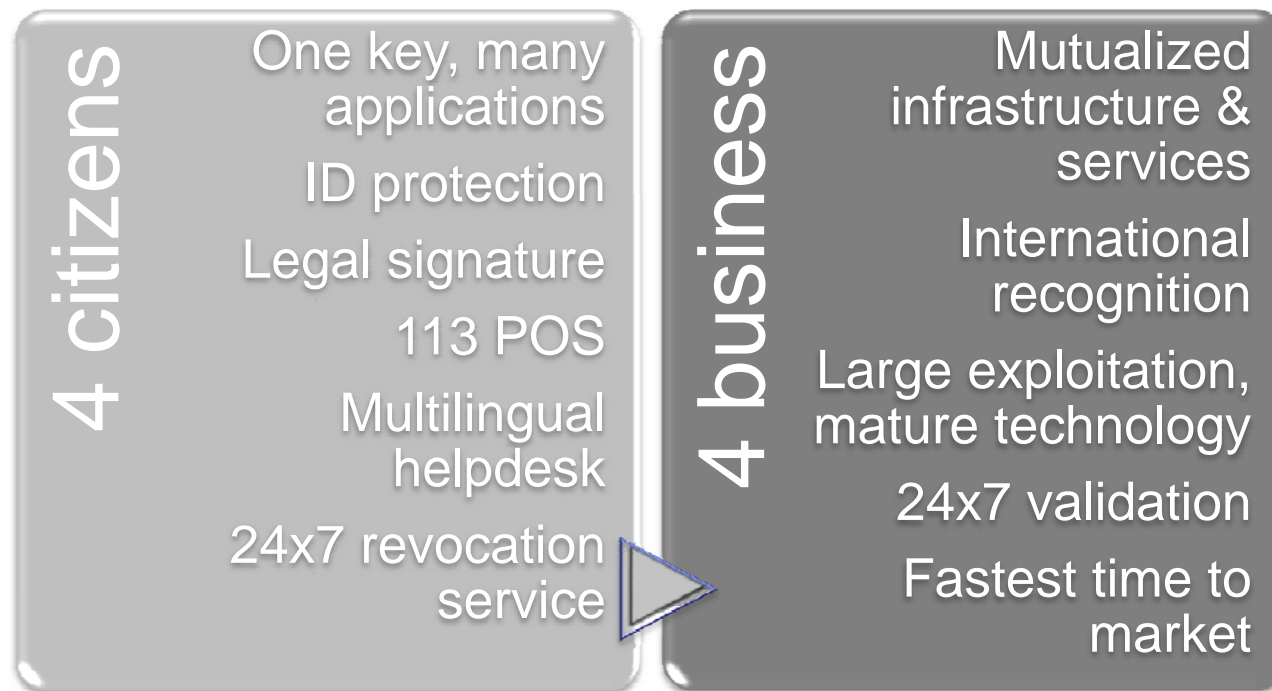 4 citizens
One key, many
applications
ID protection
Legal signature
113 POS
Multilingual
helpdesk
24x7 revocation
service
4 business
Mutualized
infrastructure &
services
International
recognition
Large exploitation,
mature technology
24x7 validation
Fastest time to
market